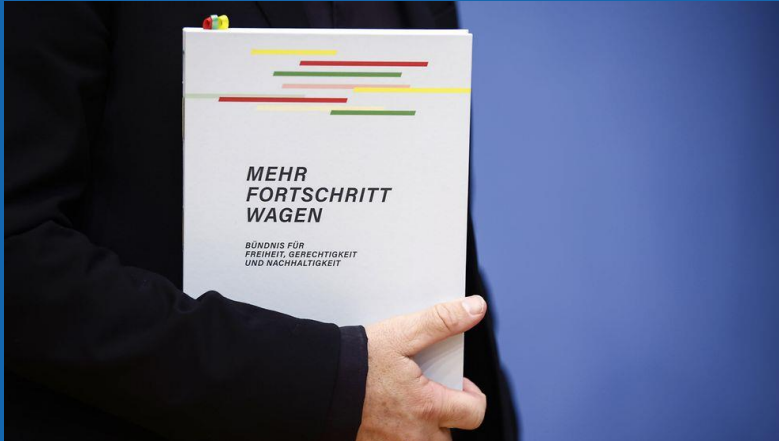 MEHR
FORTSCHRITT
WAGEN
BÜNDNIS FÜR
FREIHEIT, GERECHTIGKEIT
UND NACHHALTIGKEIT